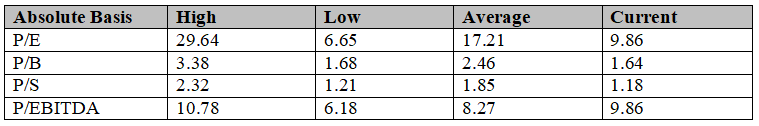 Absolute Basis High Low Average Current
P/E 29.64 6.65 17.21 9.86
P/B 3.38 1.68 2.46 1.64
P/S 2.32 1.21 1.85 1.18
P/EBITDA 10.78 6.18 8.27 9.86